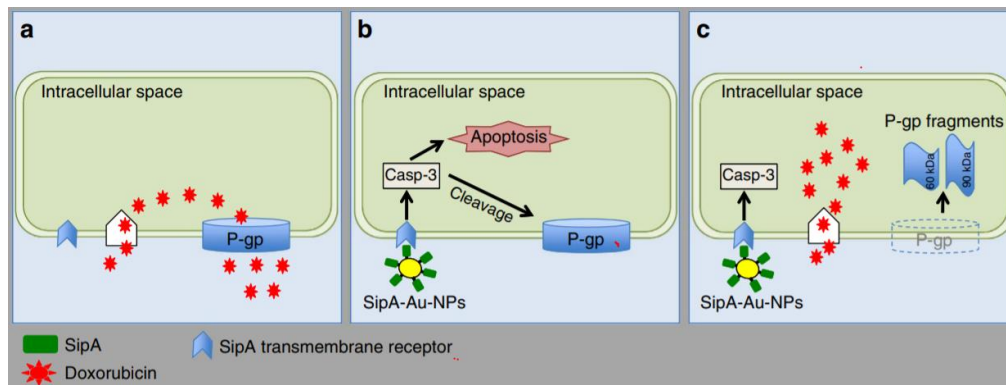 a
Intracellular space
P-gp
b
Intracellular space
Apoptosis
Casp-3
Cleavage
P-gp
SipA-Au-NPs
c
Intracellular space
P-gp fragments
Casp-3
60 kDa
90 kDa
P-gp
SipA-Au-NPs
SipA
SipA transmembrane receptor
Doxorubicin